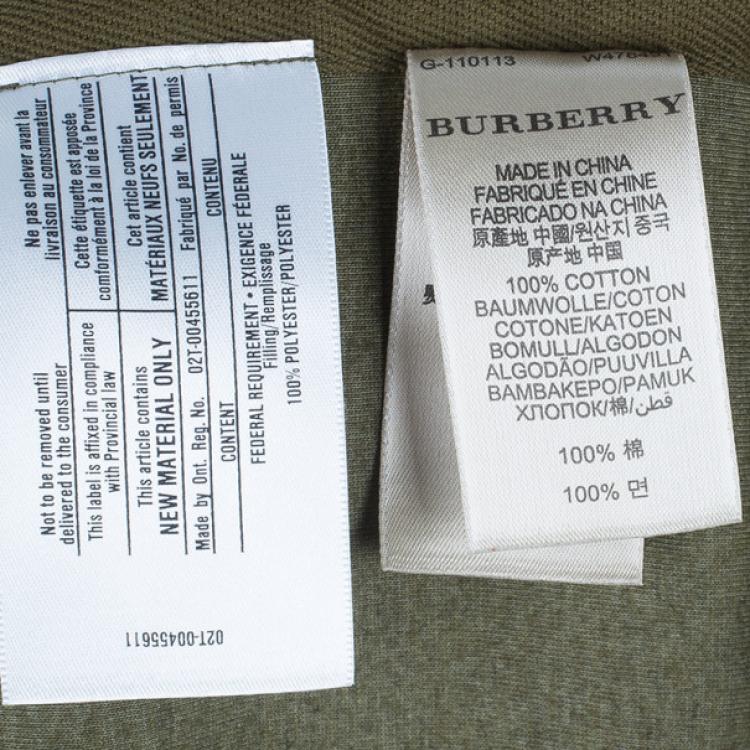 Ne pas enlever avant la
livraison au consommateur
Cette étiquette est apposée
comformément à la loi de la Province
Cet article contient
MATÉRIAUX NEUFS SEULEMENT
Fabriqué par No. de permis
CONTENU
Not to be removed until
delivered to the consumer
This label is affixed in compliance
with Provincial law
This article contains
NEW MATERIAL ONLY
Made by Ont. Reg. No. 02T-00455611
CONTENT
FEDERAL REQUIREMENT • EXIGENCE FÉDERALE
Filling/Remplissage
100% POLYESTER/POLYESTER
02T-00455611
G-110113
BURBERRY
MADE IN CHINA
FABRIQUÉ EN CHINE
FABRICADO NA CHINA
原產地 中國/원산지 중국
原产地 中国
100% COTTON
BAUMWOLLE/COTON
COTONE/KATOEN
BOMULL/ALGODON
ALGODÃO/PUUVILLA
BAMBAKEPO/PAMUK
ХЛОПОК/棉/قطن
100% 棉
100% 면